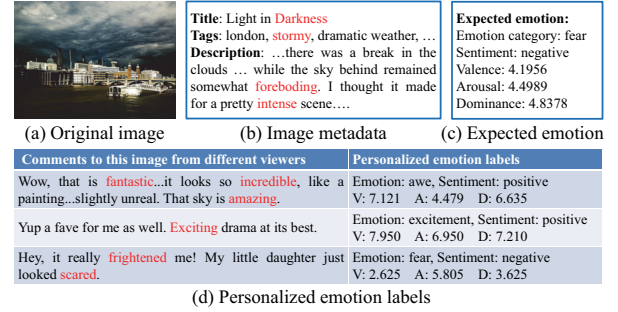 Title: Light in Darkness
Tags: london, stormy, dramatic weather, …
Description: …there was a break in the
clouds … while the sky behind remained
somewhat foreboding. I thought it made
for a pretty intense scene….
Expected emotion:
Emotion category: fear
Sentiment: negative
Valence: 4.1956
Arousal: 4.4989
Dominance: 4.8378
(a) Original image
(b) Image metadata
(c) Expected emotion
Comments to this image from different viewers
Personalized emotion labels
Wow, that is fantastic...it looks so incredible, like a
painting...slightly unreal. That sky is amazing.
Emotion: awe, Sentiment: positive
V: 7.121 A: 4.479 D: 6.635
Yup a fave for me as well. Exciting drama at its best.
Emotion: excitement, Sentiment: positive
V: 7.950 A: 6.950 D: 7.210
Hey, it really frightened me! My little daughter just
looked scared.
Emotion: fear, Sentiment: negative
V: 2.625 A: 5.805 D: 3.625
(d) Personalized emotion labels